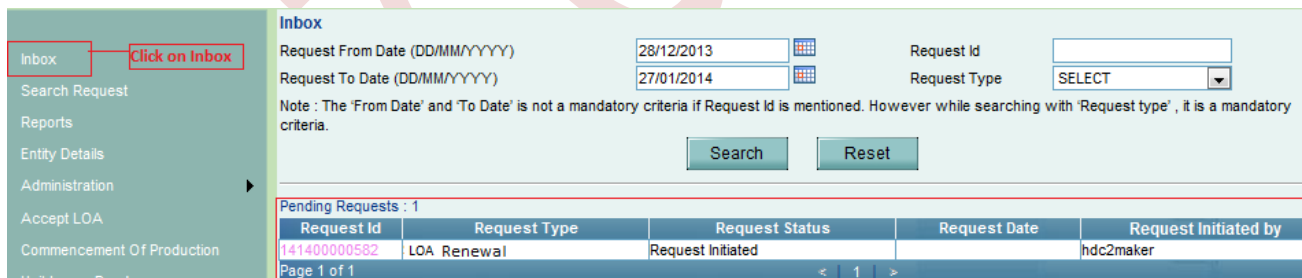 Inbox
Click on Inbox
Search Request
Reports
Entity Details
Administration
Accept LOA
Commencement Of Production
Inbox
Request From Date (DD/MM/YYYY) 28/12/2013 Request Id
Request To Date (DD/MM/YYYY) 27/01/2014 Request Type SELECT
Note : The 'From Date' and 'To Date' is not a mandatory criteria if Request Id is mentioned. However while searching with 'Request type' , it is a mandatory
criteria.
Search Reset
Pending Requests : 1
Request Id Request Type Request Status Request Date Request Initiated by
141400000582 LOA Renewal Request Initiated hdc2maker
Page 1 of 1 < | 1 | >